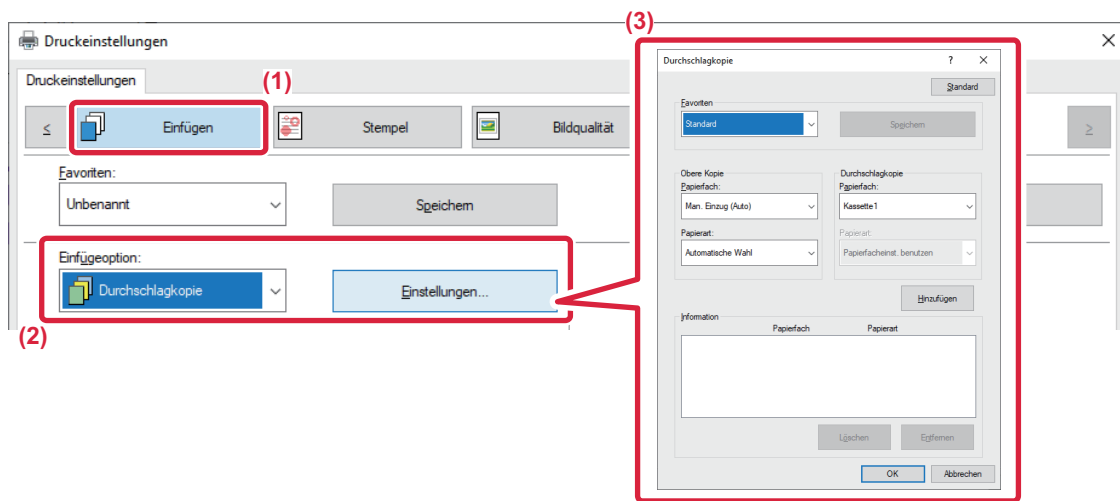 (3)
Druckeinstellungen
Druckeinstellungen
(1)
≤
Einfügen
Stempel
Bildqualität
≥
Favoriten:
Unbenannt
Speichern
Einfügeoption:
Durchschlagkopie
Einstellungen...
(2)
Durchschlagkopie
?
Standard
Favoriten
Standard
Speichern
Obere Kopie
Papierfach:
Man. Einzug (Auto)
Papierart:
Automatische Wahl
Durchschlagkopie
Papierfach:
Kassette1
Papierart:
Papierfacheinst. benutzen
Hinzufügen
Information
Papierfach Papierart
Löschen
Entfernen
OK
Abbrechen